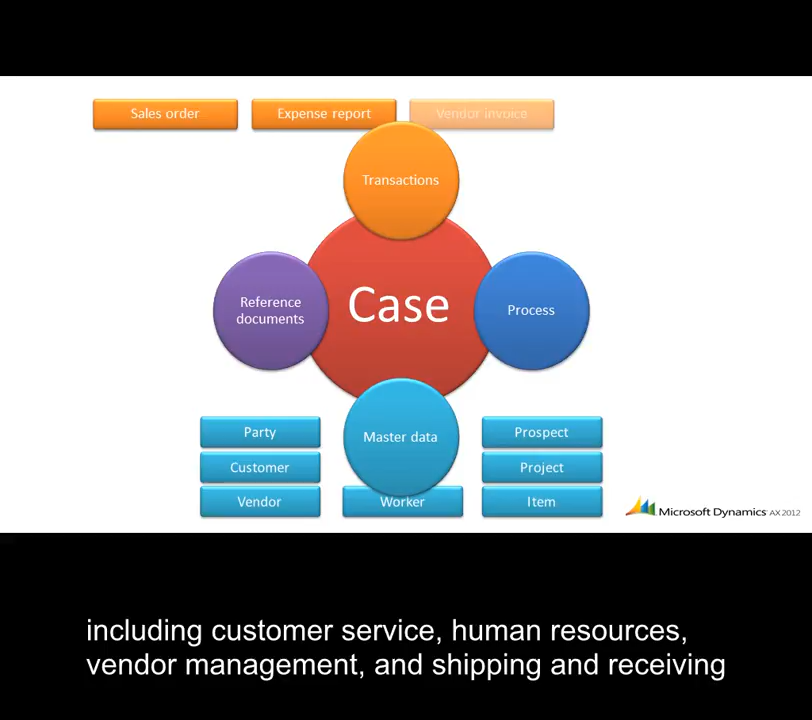 Sales order
Expense report
Vendor invoice
Transactions
Reference
documents
Case
Process
Party
Master data
Prospect
Customer
Project
Vendor
Worker
Item
Microsoft Dynamics AX 2012
including customer service, human resources,
vendor management, and shipping and receiving